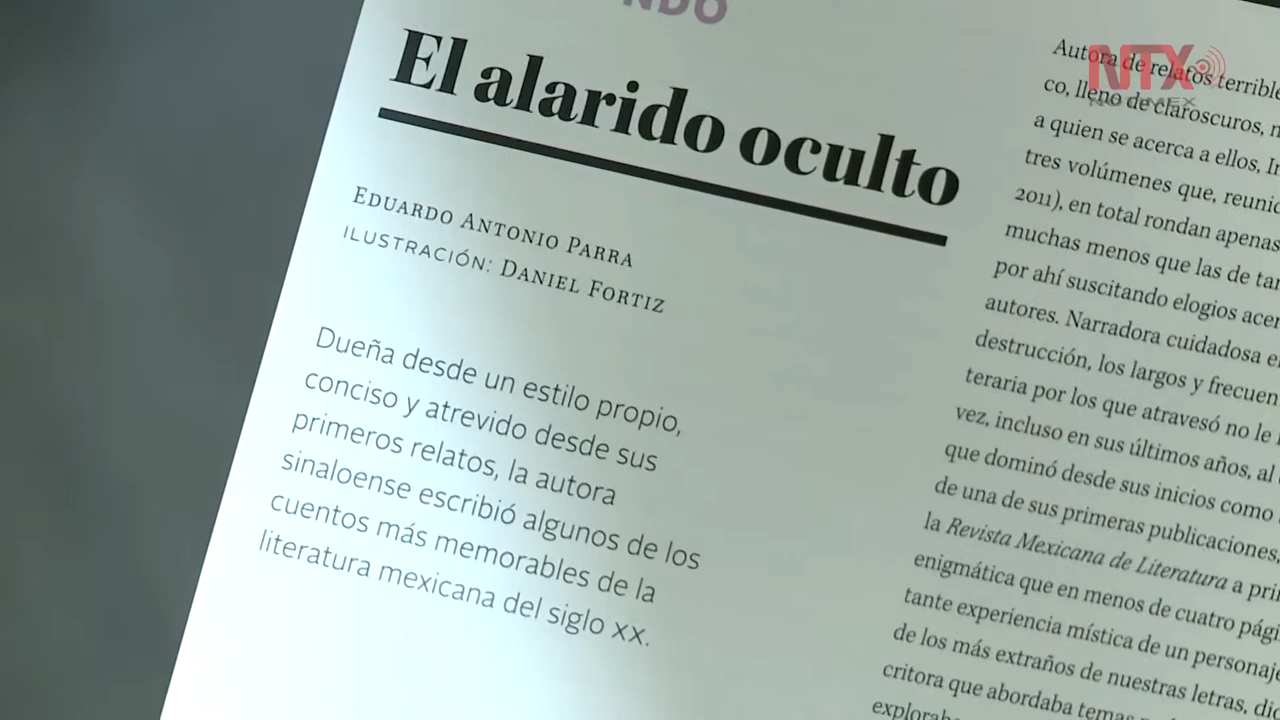 NDO
El alarido oculto
EDUARDO ANTONIO PARRA
ILUSTRACIÓN: DANIEL FORTIZ
Dueña desde un estilo propio,
conciso y atrevido desde sus
primeros relatos, la autora
sinaloense escribió algunos de los
cuentos más memorables de la
literatura mexicana del siglo XX.
Autora de relatos terrible
co, lleno de claroscuros,
a quien se acerca a ellos,
tres volúmenes que,
2011), en total rondan apenas
muchas menos que las de
por ahí suscitando elogios
autores. Narradora cuidadosa
destrucción, los largos y
teraria por los que atravesó no le
vez, incluso en sus últimos años, al
que dominó desde sus inicios como
de una de sus primeras publicaciones,
la Revista Mexicana de Literatura a
enigmática que en menos de cuatro
tante experiencia mística de un personaje
de los más extraños de nuestras letras,
critora que abordaba temas
NTX